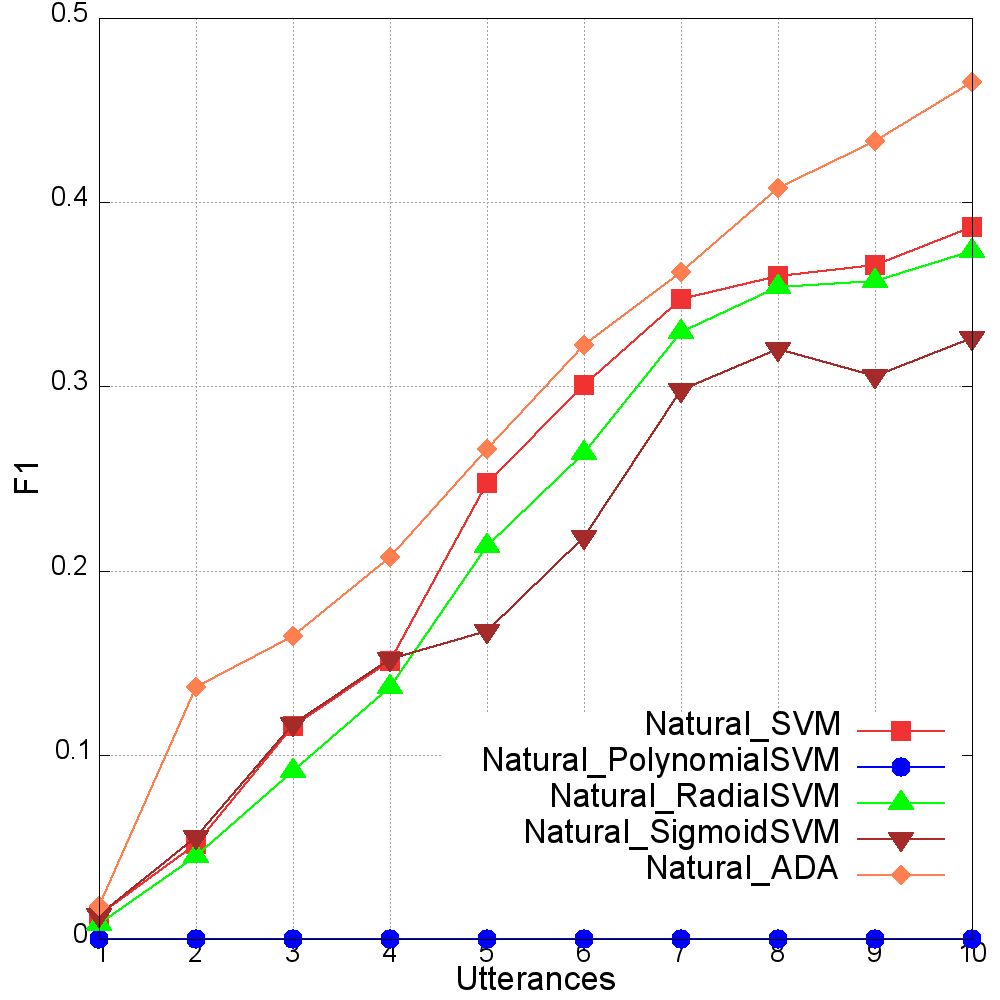 0.5
0.4
0.3
0.2
0.1
0
F1
Natural_SVM
Natural_PolynomialSVM
Natural_RadialSVM
Natural_SigmoidSVM
Natural_ADA
1 2 3 4 5 6 7 8 9 10
Utterances